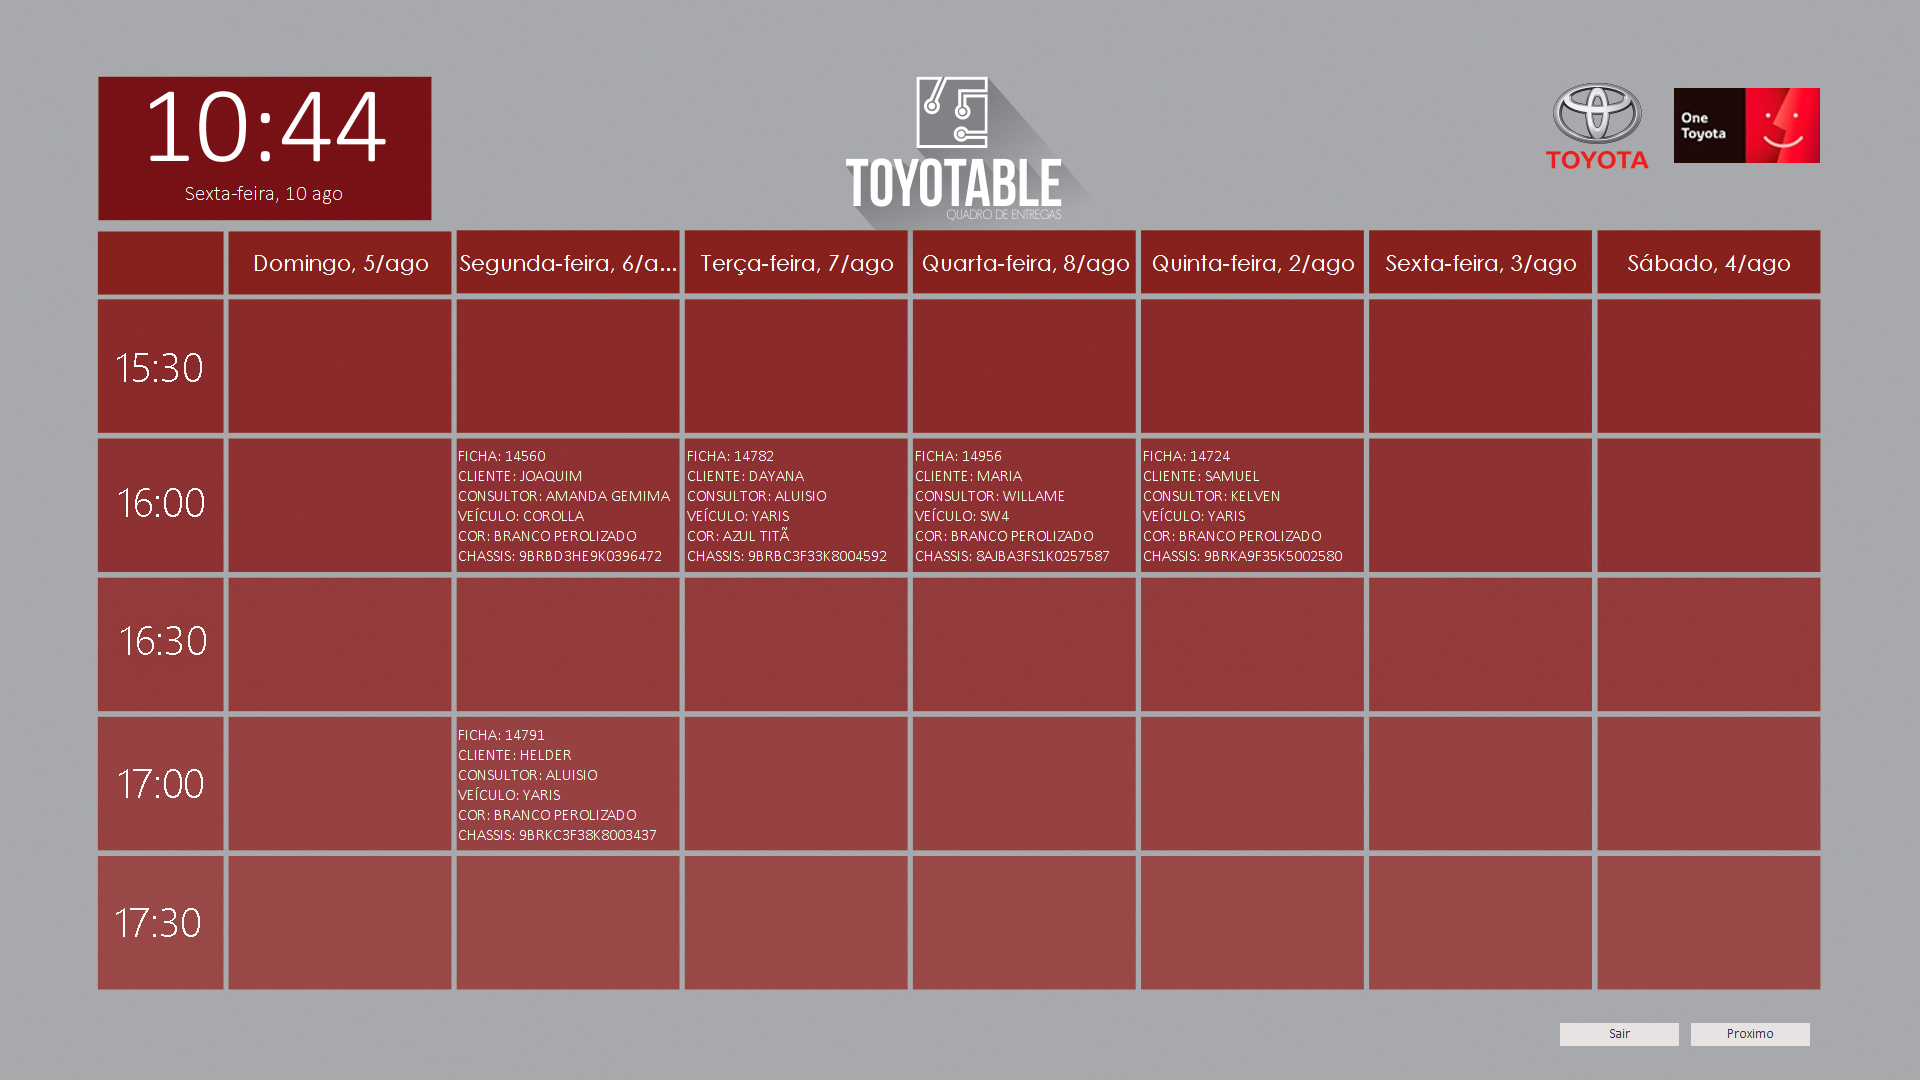 10:44
Sexta-feira, 10 ago
TOYOTABLE
QUADRO DE ENTREGAS
TOYOTA
One
Toyota
Domingo, 5/ago
Segunda-feira, 6/a...
Terça-feira, 7/ago
Quarta-feira, 8/ago
Quinta-feira, 2/ago
Sexta-feira, 3/ago
Sábado, 4/ago
15:30
16:00
FICHA: 14560
CLIENTE: JOAQUIM
CONSULTOR: AMANDA GEMIMA
VEÍCULO: COROLLA
COR: BRANCO PEROLIZADO
CHASSIS: 9BRBD3HE9K0396472
FICHA: 14782
CLIENTE: DAYANA
CONSULTOR: ALUISIO
VEÍCULO: YARIS
COR: AZUL TITÃ
CHASSIS: 9BRBC3F33K8004592
FICHA: 14956
CLIENTE: MARIA
CONSULTOR: WILLAME
VEÍCULO: SW4
COR: BRANCO PEROLIZADO
CHASSIS: 8AJBA3FS1K0257587
FICHA: 14724
CLIENTE: SAMUEL
CONSULTOR: KELVEN
VEÍCULO: YARIS
COR: BRANCO PEROLIZADO
CHASSIS: 9BRKA9F35K5002580
16:30
17:00
FICHA: 14791
CLIENTE: HELDER
CONSULTOR: ALUISIO
VEÍCULO: YARIS
COR: BRANCO PEROLIZADO
CHASSIS: 9BRKC3F38K8003437
17:30
Sair
Proximo